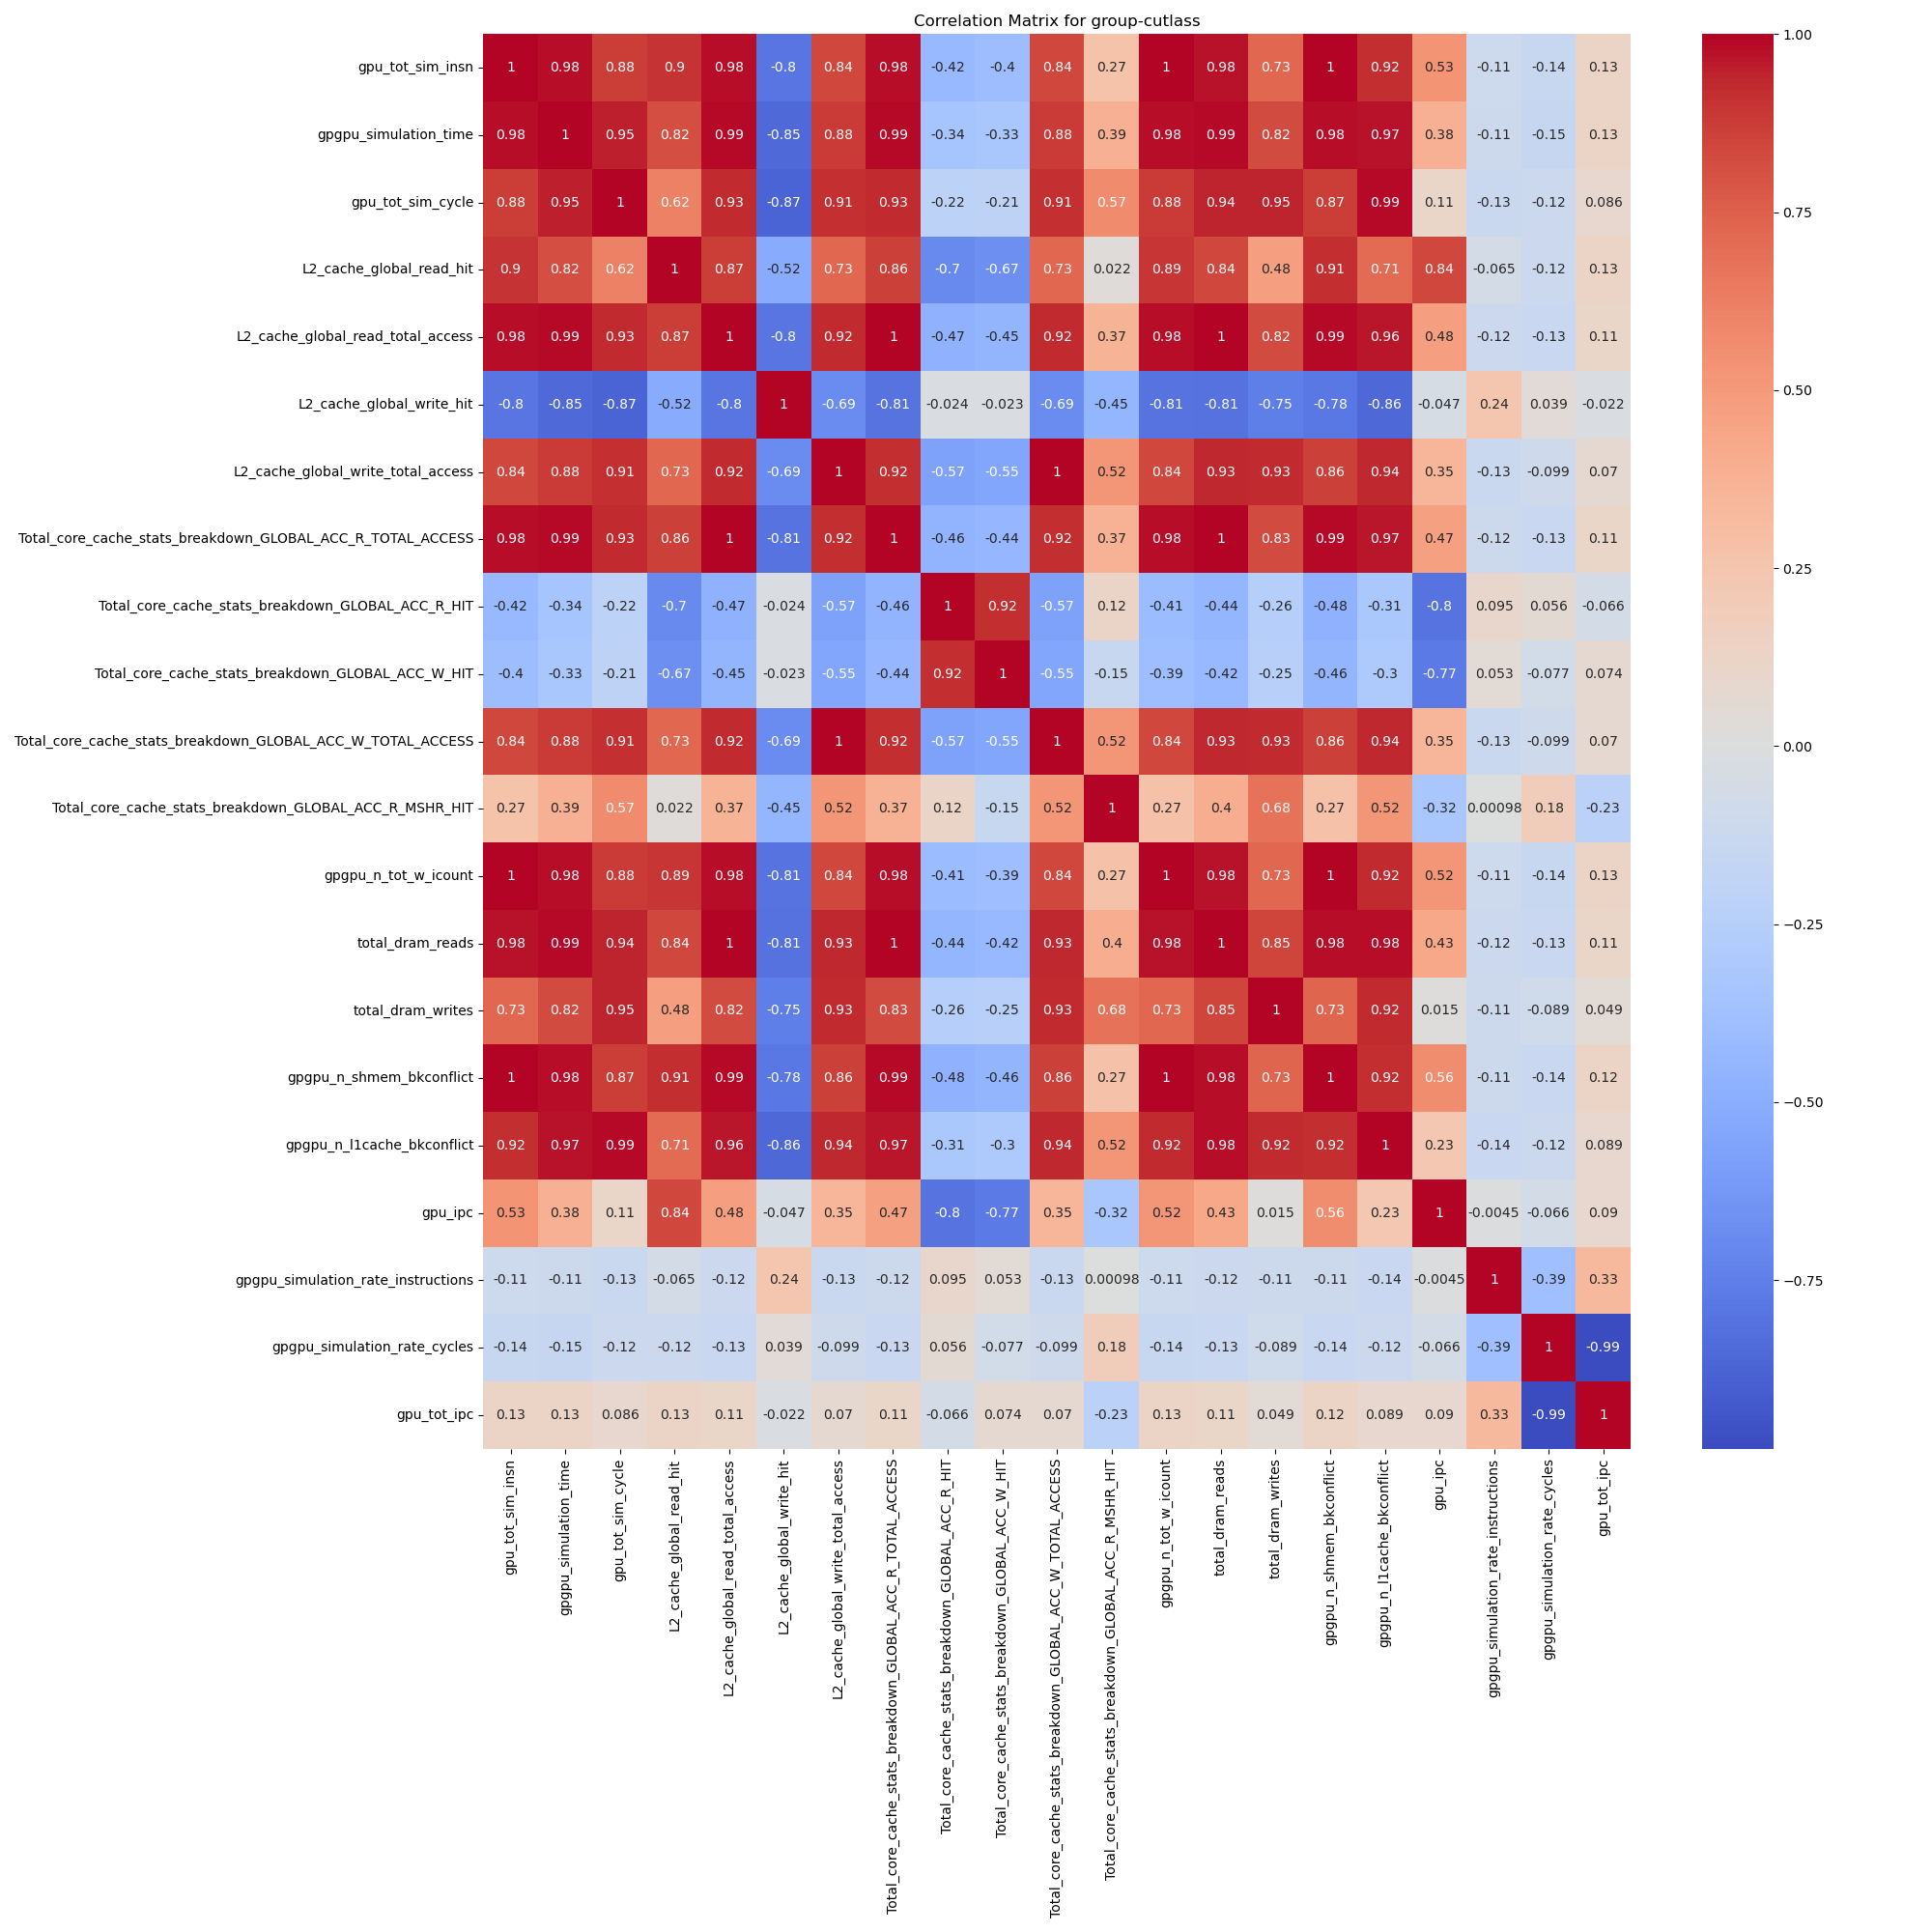 Correlation Matrix for group-cutlass
gpu_tot_sim_insn 1 0.98 0.88 0.9 0.98 -0.8 0.84 0.98 -0.42 -0.4 0.84 0.27 1 0.98 0.73 1 0.92 0.53 -0.11 -0.14 0.13
gpgpu_simulation_time 0.98 1 0.95 0.82 0.99 -0.85 0.88 0.99 -0.34 -0.33 0.88 0.39 0.98 0.99 0.82 0.98 0.97 0.38 -0.11 -0.15 0.13
gpu_tot_sim_cycle 0.88 0.95 1 0.62 0.93 -0.87 0.91 0.93 -0.22 -0.21 0.91 0.57 0.88 0.94 0.95 0.87 0.99 0.11 -0.13 -0.12 0.086
L2_cache_global_read_hit 0.9 0.82 0.62 1 0.87 -0.52 0.73 0.86 -0.7 -0.67 0.73 0.022 0.89 0.84 0.48 0.91 0.71 0.84 -0.065 -0.12 0.13
L2_cache_global_read_total_access 0.98 0.99 0.93 0.87 1 -0.8 0.92 1 -0.47 -0.45 0.92 0.37 0.98 1 0.82 0.99 0.96 0.48 -0.12 -0.13 0.11
L2_cache_global_write_hit -0.8 -0.85 -0.87 -0.52 -0.8 1 -0.69 -0.81 -0.024 -0.023 -0.69 -0.45 -0.81 -0.81 -0.75 -0.78 -0.86 -0.047 0.24 0.039 -0.022
L2_cache_global_write_total_access 0.84 0.88 0.91 0.73 0.92 -0.69 1 0.92 -0.57 -0.55 1 0.52 0.84 0.93 0.93 0.86 0.94 0.35 -0.13 -0.099 0.07
Total_core_cache_stats_breakdown_GLOBAL_ACC_R_TOTAL_ACCESS 0.98 0.99 0.93 0.86 1 -0.81 0.92 1 -0.46 -0.44 0.92 0.37 0.98 1 0.83 0.99 0.97 0.47 -0.12 -0.13 0.11
Total_core_cache_stats_breakdown_GLOBAL_ACC_R_HIT -0.42 -0.34 -0.22 -0.7 -0.47 -0.024 -0.57 -0.46 1 0.92 -0.57 0.12 -0.41 -0.44 -0.26 -0.48 -0.31 -0.8 0.095 0.056 -0.066
Total_core_cache_stats_breakdown_GLOBAL_ACC_W_HIT -0.4 -0.33 -0.21 -0.67 -0.45 -0.023 -0.55 -0.44 0.92 1 -0.55 -0.15 -0.39 -0.42 -0.25 -0.46 -0.3 -0.77 0.053 -0.077 0.074
Total_core_cache_stats_breakdown_GLOBAL_ACC_W_TOTAL_ACCESS 0.84 0.88 0.91 0.73 0.92 -0.69 1 0.92 -0.57 -0.55 1 0.52 0.84 0.93 0.93 0.86 0.94 0.35 -0.13 -0.099 0.07
Total_core_cache_stats_breakdown_GLOBAL_ACC_R_MSHR_HIT 0.27 0.39 0.57 0.022 0.37 -0.45 0.52 0.37 0.12 -0.15 0.52 1 0.27 0.4 0.68 0.27 0.52 -0.32 0.00098 0.18 -0.23
gpgpu_n_tot_w_icount 1 0.98 0.88 0.89 0.98 -0.81 0.84 0.98 -0.41 -0.39 0.84 0.27 1 0.98 0.73 1 0.92 0.52 -0.11 -0.14 0.13
total_dram_reads 0.98 0.99 0.94 0.84 1 -0.81 0.93 1 -0.44 -0.42 0.93 0.4 0.98 1 0.85 0.98 0.98 0.43 -0.12 -0.13 0.11
total_dram_writes 0.73 0.82 0.95 0.48 0.82 -0.75 0.93 0.83 -0.26 -0.25 0.93 0.68 0.73 0.85 1 0.73 0.92 0.015 -0.11 -0.089 0.049
gpgpu_n_shmem_bkconflict 1 0.98 0.87 0.91 0.99 -0.78 0.86 0.99 -0.48 -0.46 0.86 0.27 1 0.98 0.73 1 0.92 0.56 -0.11 -0.14 0.12
gpgpu_n_l1cache_bkconflict 0.92 0.97 0.99 0.71 0.96 -0.86 0.94 0.97 -0.31 -0.3 0.94 0.52 0.92 0.98 0.92 0.92 1 0.23 -0.14 -0.12 0.089
gpu_ipc 0.53 0.38 0.11 0.84 0.48 -0.047 0.35 0.47 -0.8 -0.77 0.35 -0.32 0.52 0.43 0.015 0.56 0.23 1 -0.0045 -0.066 0.09
gpgpu_simulation_rate_instructions -0.11 -0.11 -0.13 -0.065 -0.12 0.24 -0.13 -0.12 0.095 0.053 -0.13 0.00098 -0.11 -0.12 -0.11 -0.11 -0.14 -0.0045 1 -0.39 0.33
gpgpu_simulation_rate_cycles -0.14 -0.15 -0.12 -0.12 -0.13 0.039 -0.099 -0.13 0.056 -0.077 -0.099 0.18 -0.14 -0.13 -0.089 -0.14 -0.12 -0.066 -0.39 1 -0.99
gpu_tot_ipc 0.13 0.13 0.086 0.13 0.11 -0.022 0.07 0.11 -0.066 0.074 0.07 -0.23 0.13 0.11 0.049 0.12 0.089 0.09 0.33 -0.99 1
gpu_tot_sim_insn
gpgpu_simulation_time
gpu_tot_sim_cycle
L2_cache_global_read_hit
L2_cache_global_read_total_access
L2_cache_global_write_hit
L2_cache_global_write_total_access
Total_core_cache_stats_breakdown_GLOBAL_ACC_R_TOTAL_ACCESS
Total_core_cache_stats_breakdown_GLOBAL_ACC_R_HIT
Total_core_cache_stats_breakdown_GLOBAL_ACC_W_HIT
Total_core_cache_stats_breakdown_GLOBAL_ACC_W_TOTAL_ACCESS
Total_core_cache_stats_breakdown_GLOBAL_ACC_R_MSHR_HIT
gpgpu_n_tot_w_icount
total_dram_reads
total_dram_writes
gpgpu_n_shmem_bkconflict
gpgpu_n_l1cache_bkconflict
gpu_ipc
gpgpu_simulation_rate_instructions
gpgpu_simulation_rate_cycles
gpu_tot_ipc
1.00
0.75
0.50
0.25
0.00
−0.25
−0.50
−0.75